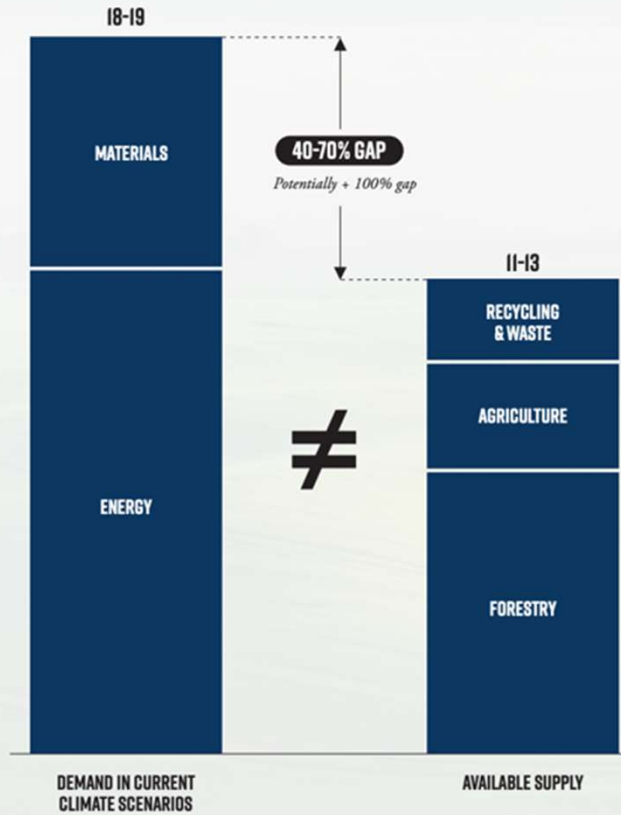 18-19
MATERIALS
ENERGY
40-70% GAP
Potentially + 100% gap
≠
11-13
RECYCLING
& WASTE
AGRICULTURE
FORESTRY
DEMAND IN CURRENT
CLIMATE SCENARIOS
AVAILABLE SUPPLY